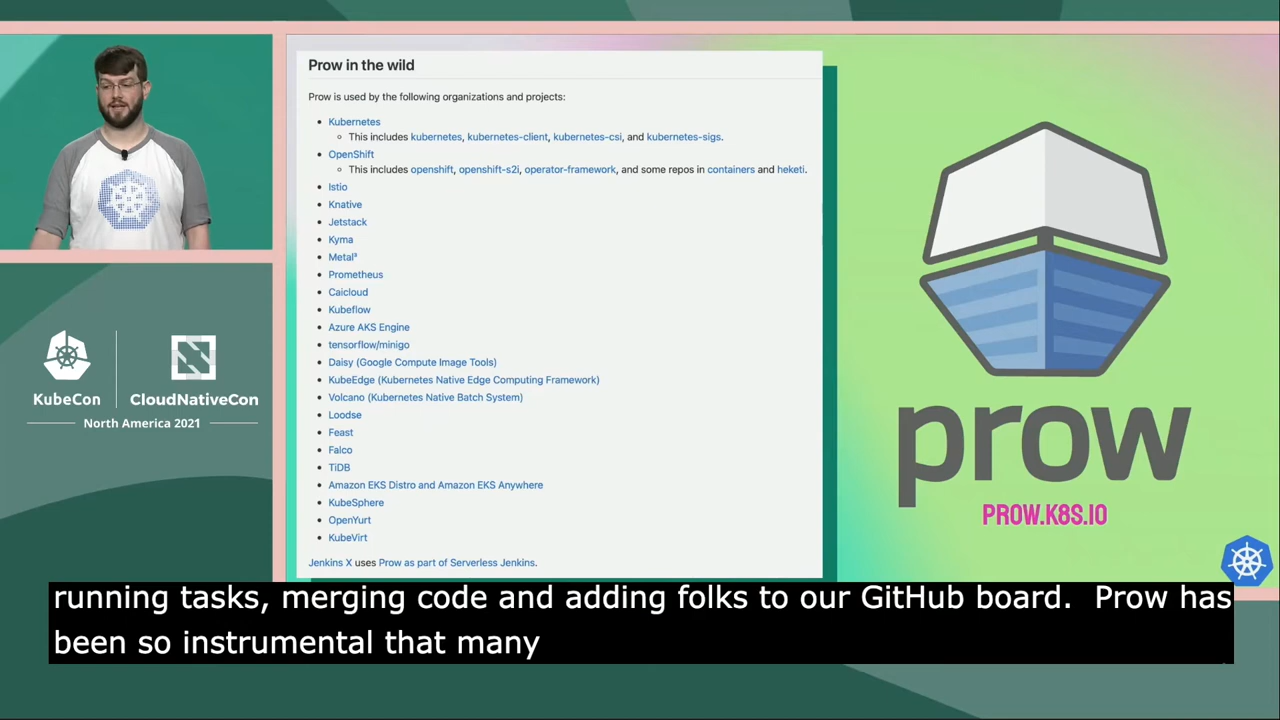 Prow in the wild
Prow is used by the following organizations and projects:
Kubernetes
This includes kubernetes, kubernetes-client, kubernetes-csi, and kubernetes-sigs.
OpenShift
This includes openshift, openshift-s2i, operator-framework, and some repos in containers and heketi.
Istio
Knative
Jetstack
Kyma
Metal³
Prometheus
Caicloud
Kubeflow
Azure AKS Engine
tensorflow/minigo
Daisy (Google Compute Image Tools)
KubeEdge (Kubernetes Native Edge Computing Framework)
Volcano (Kubernetes Native Batch System)
Loodse
Feast
Falco
TiDB
Amazon EKS Distro and Amazon EKS Anywhere
KubeSphere
OpenYurt
KubeVirt
Jenkins X uses Prow as part of Serverless Jenkins.
prow
PROW.K8S.IO
KubeCon
CloudNativeCon
North America 2021
running tasks, merging code and adding folks to our GitHub board.  Prow has
been so instrumental that many